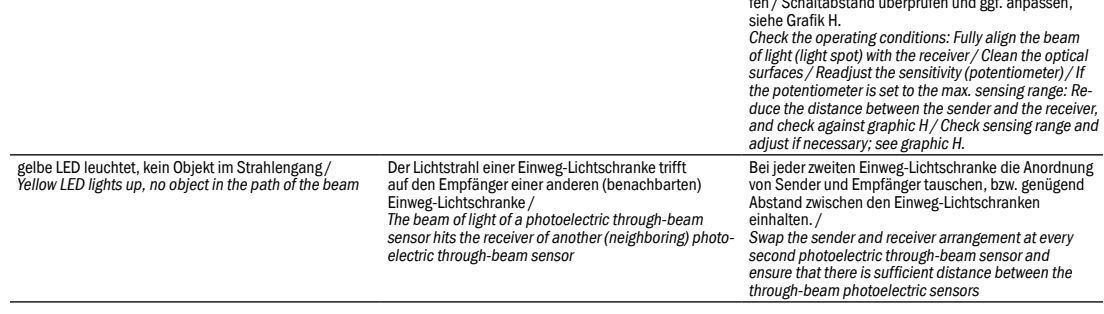 fen / Schaltabstand überprüfen und ggf. anpassen,
siehe Grafik H.
Check the operating conditions: Fully align the beam
of light (light spot) with the receiver / Clean the optical
surfaces / Readjust the sensitivity (potentiometer) / If
the potentiometer is set to the max. sensing range: Re-
duce the distance between the sender and the receiver,
and check against graphic H / Check sensing range and
adjust if necessary; see graphic H.
gelbe LED leuchtet, kein Objekt im Strahlengang /
Yellow LED lights up, no object in the path of the beam
Der Lichtstrahl einer Einweg-Lichtschranke trifft
auf den Empfänger einer anderen (benachbarten)
Einweg-Lichtschranke /
The beam of light of a photoelectric through-beam
sensor hits the receiver of another (neighboring) photo-
electric through-beam sensor
Bei jeder zweiten Einweg-Lichtschranke die Anordnung
von Sender und Empfänger tauschen, bzw. genügend
Abstand zwischen den Einweg-Lichtschranken
einhalten. /
Swap the sender and receiver arrangement at every
second photoelectric through-beam sensor and
ensure that there is sufficient distance between the
through-beam photoelectric sensors